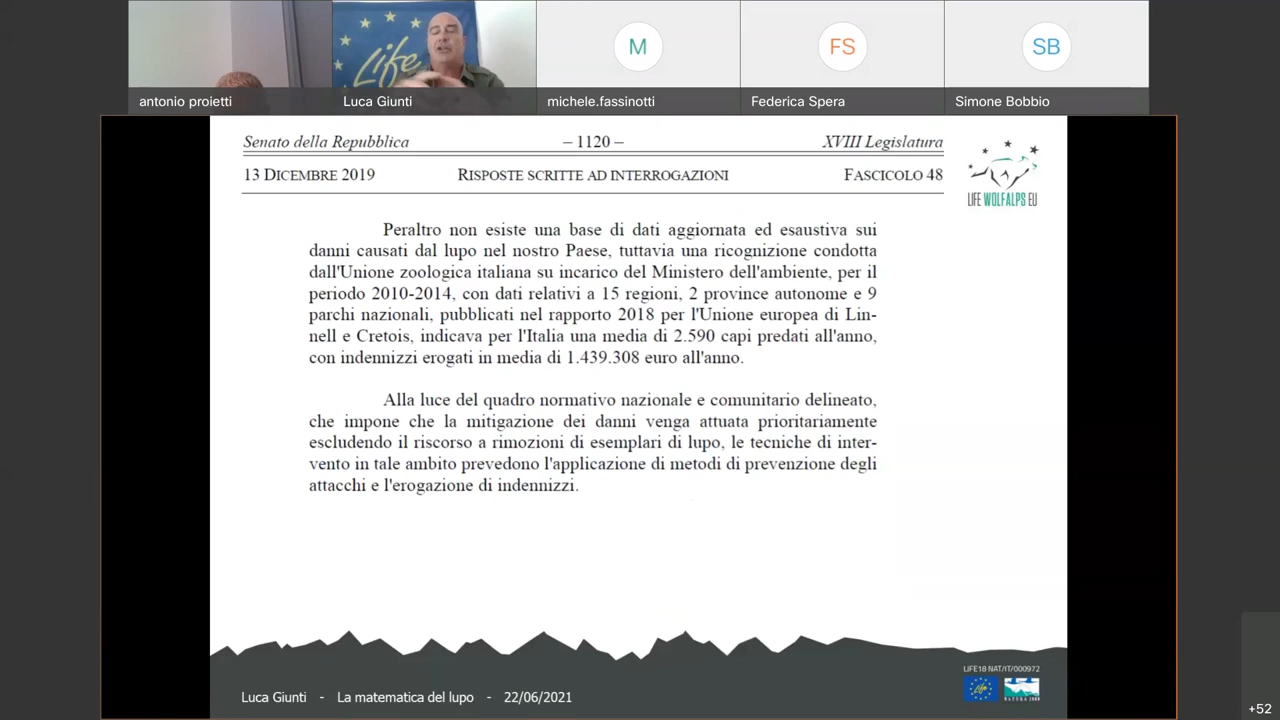 M
FS
SB
Life
antonio proietti
Luca Giunti
michele.fassinotti
Federica Spera
Simone Bobbio
Senato della Repubblica – 1120 – XVIII Legislatura
13 DICEMBRE 2019 RISPOSTE SCRITTE AD INTERROGAZIONI FASCICOLO 48
LIFE WOLFALPS EU
Peraltro non esiste una base di dati aggiornata ed esaustiva sui
danni causati dal lupo nel nostro Paese, tuttavia una ricognizione condotta
dall'Unione zoologica italiana su incarico del Ministero dell'ambiente, per il
periodo 2010-2014, con dati relativi a 15 regioni, 2 province autonome e 9
parchi nazionali, pubblicati nel rapporto 2018 per l'Unione europea di Lin-
nell e Cretois, indicava per l'Italia una media di 2.590 capi predati all'anno,
con indennizzi erogati in media di 1.439.308 euro all'anno.
Alla luce del quadro normativo nazionale e comunitario delineato,
che impone che la mitigazione dei danni venga attuata prioritariamente
escludendo il riscorso a rimozioni di esemplari di lupo, le tecniche di inter-
vento in tale ambito prevedono l'applicazione di metodi di prevenzione degli
attacchi e l'erogazione di indennizzi.
LIFE18 NAT/IT/000972
Life
NATURA 2000
Luca Giunti - La matematica del lupo - 22/06/2021
+52